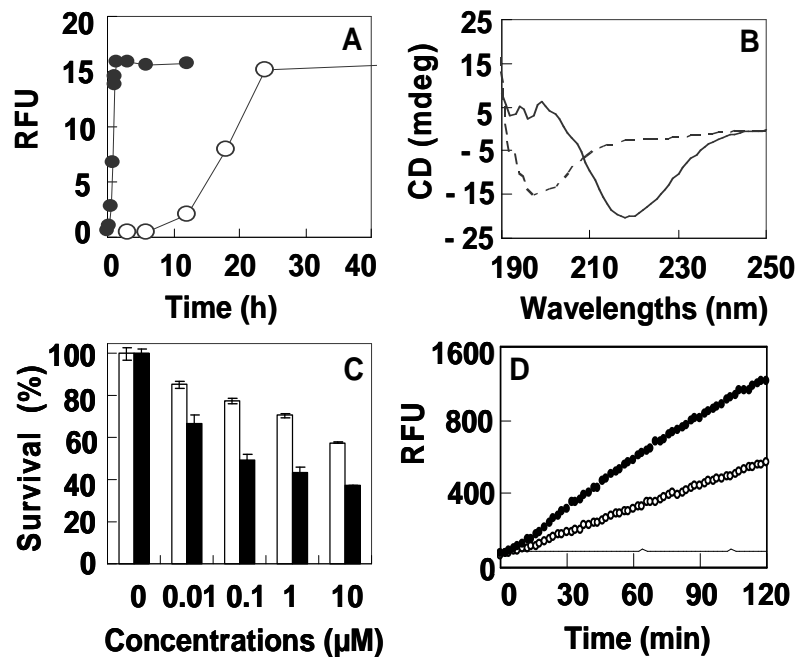 A
20
15
10
5
0
RFU
0 10 20 30 40
Time (h)
B
25
15
5
-5
-15
-25
CD (mdeg)
190 210 230 250
Wavelengths (nm)
C
100
80
60
40
20
0
Survival (%)
0 0.01 0.1 1 10
Concentrations (µM)
D
1600
800
400
0
RFU
0 30 60 90 120
Time (min)